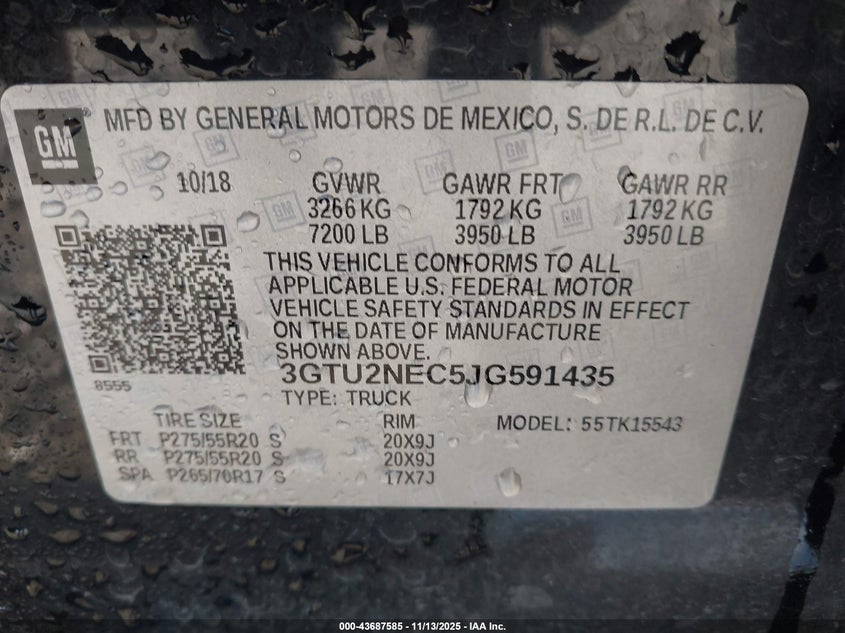 GM
MFD BY GENERAL MOTORS DE MEXICO, S. DE R.L. DE C.V.
10/18 GVWR GAWR FRT GAWR RR
3266 KG 1792 KG 1792 KG
7200 LB 3950 LB 3950 LB
THIS VEHICLE CONFORMS TO ALL
APPLICABLE U.S. FEDERAL MOTOR
VEHICLE SAFETY STANDARDS IN EFFECT
ON THE DATE OF MANUFACTURE
SHOWN ABOVE.
8555
3GTU2NEC5JG591435
TYPE: TRUCK
TIRE SIZE RIM MODEL: 55TK15543
FRT P275/55R20 S 20X9J
RR P275/55R20 S 20X9J
SPA P265/70R17 S 17X7J
000-43687585 - 11/13/2025 - IAA Inc.